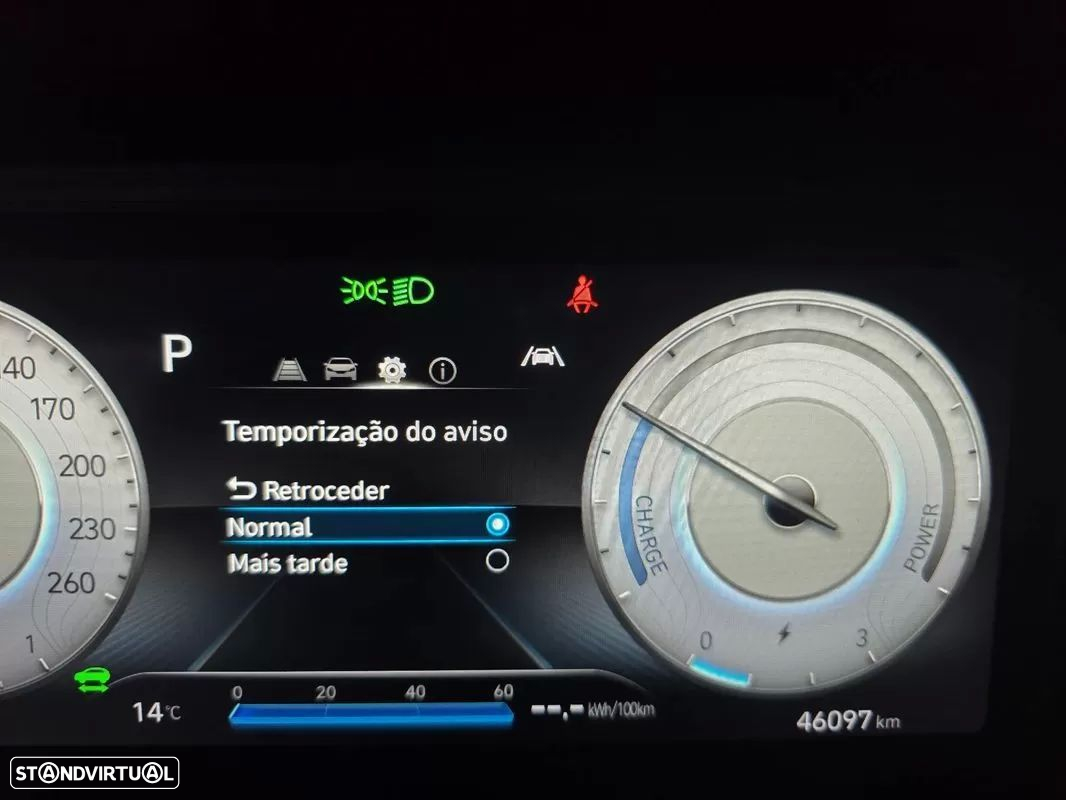 P
140
170
200
230
260
1
Temporização do aviso
Retroceder
Normal
Mais tarde
CHARGE
POWER
0
3
14°C
0 20 40 60
--,- kWh/100km
46097 km
STANDVIRTUAL